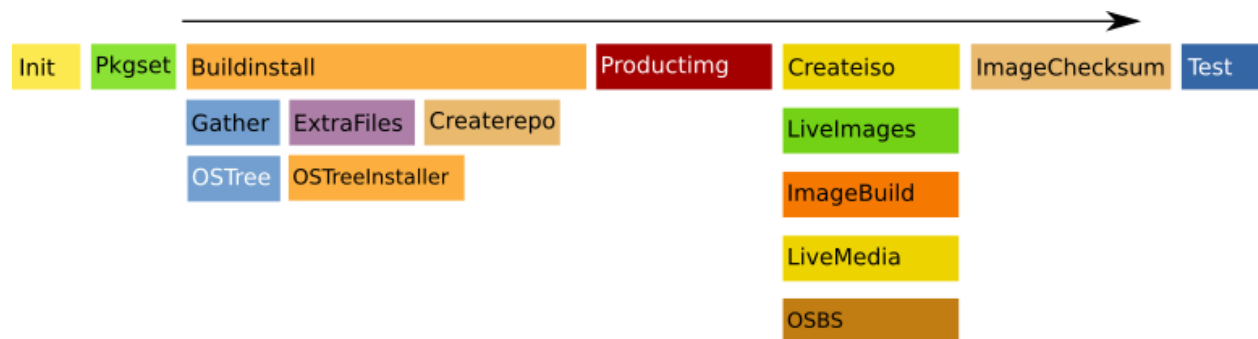 Init
Pkgset
Buildinstall
Productimg
Createiso
ImageChecksum
Test
Gather
ExtraFiles
Createrepo
LiveImages
OSTree
OSTreeInstaller
ImageBuild
LiveMedia
OSBS